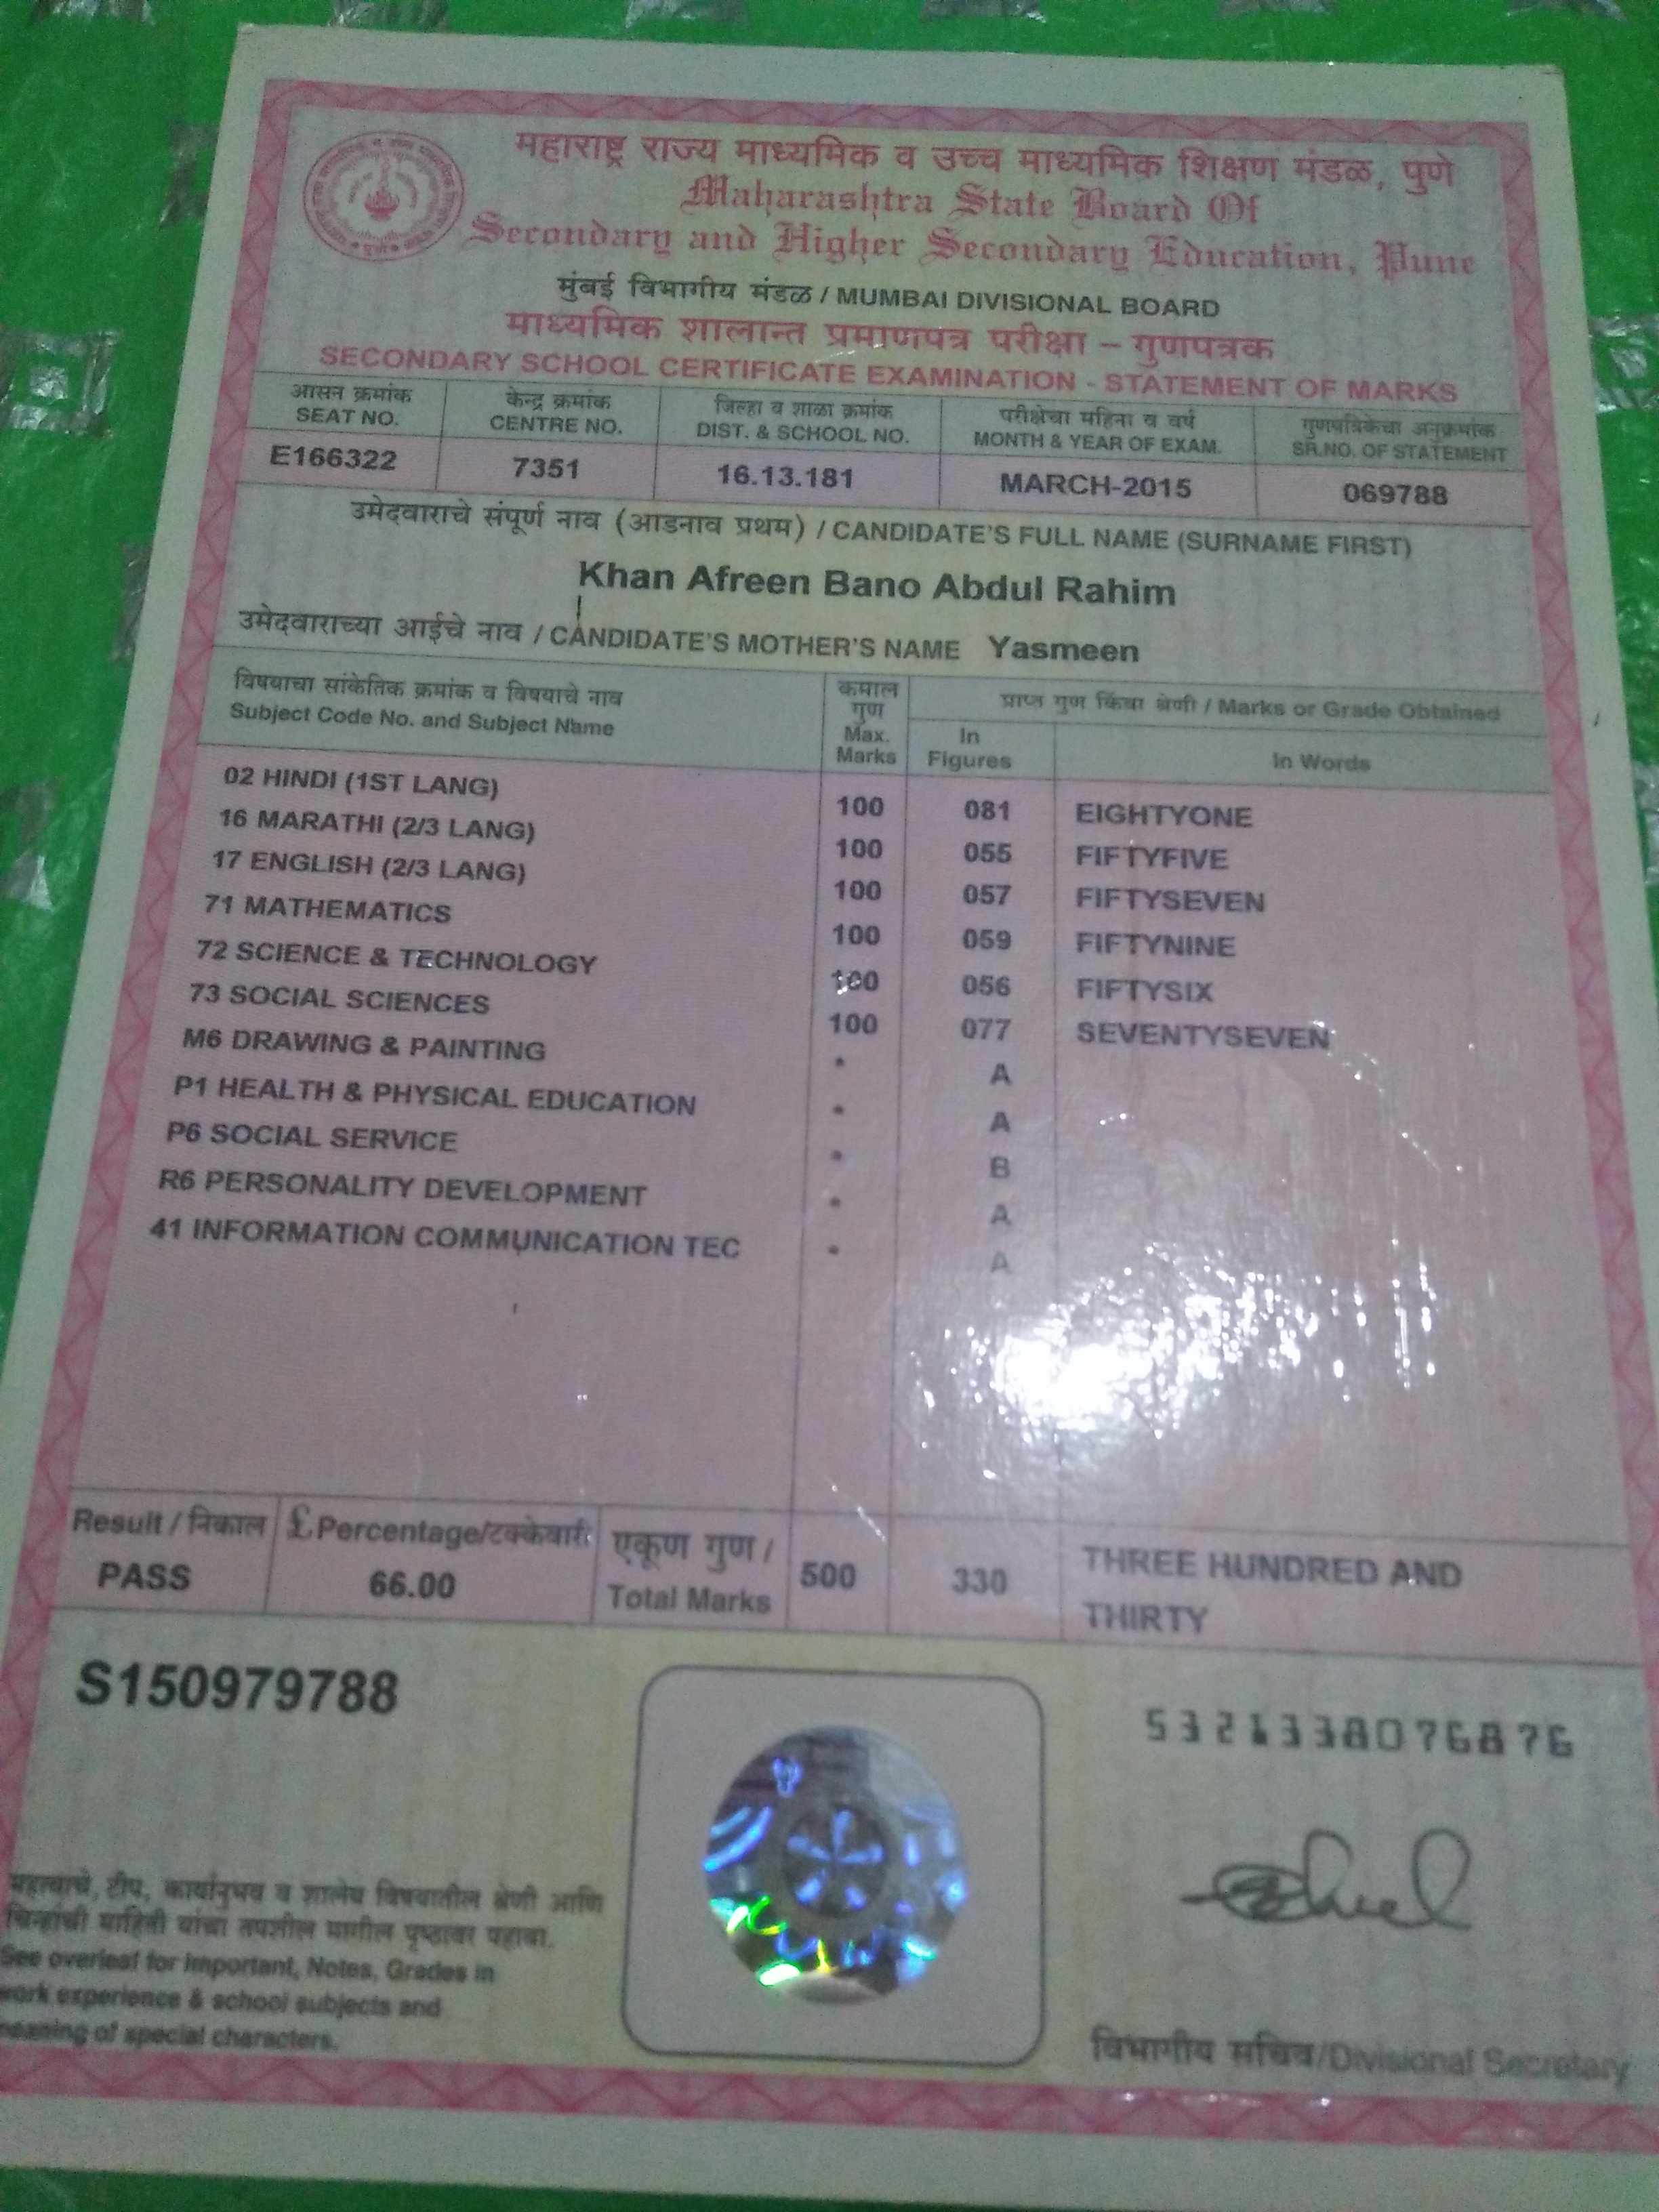 महाराष्ट्र राज्य माध्यमिक व उच्च माध्यमिक शिक्षण मंडळ, पुणे
Maharashtra State Board Of
Secondary and Higher Secondary Education, Pune
मुंबई विभागीय मंडळ / MUMBAI DIVISIONAL BOARD
माध्यमिक शालान्त प्रमाणपत्र परीक्षा – गुणपत्रक
SECONDARY SCHOOL CERTIFICATE EXAMINATION - STATEMENT OF MARKS
आसन क्रमांक केन्द्र क्रमांक जिल्हा व शाळा क्रमांक परीक्षेचा महिना व वर्ष गुणपत्रिकेचा अनुक्रमांक
SEAT NO. CENTRE NO. DIST. & SCHOOL NO. MONTH & YEAR OF EXAM. SR.NO. OF STATEMENT
E166322 7351 16.13.181 MARCH-2015 069788
उमेदवाराचे संपूर्ण नाव (आडनाव प्रथम) / CANDIDATE'S FULL NAME (SURNAME FIRST)
Khan Afreen Bano Abdul Rahim
उमेदवाराच्या आईचे नाव / CANDIDATE'S MOTHER'S NAME Yasmeen
विषयाचा सांकेतिक क्रमांक व विषयाचे नाव
Subject Code No. and Subject Name
कमाल
गुण
Max.
Marks
प्राप्त गुण किंवा श्रेणी / Marks or Grade Obtained
In
Figures
In Words
02 HINDI (1ST LANG) 100 081 EIGHTYONE
16 MARATHI (2/3 LANG) 100 055 FIFTYFIVE
17 ENGLISH (2/3 LANG) 100 057 FIFTYSEVEN
71 MATHEMATICS 100 059 FIFTYNINE
72 SCIENCE & TECHNOLOGY 100 056 FIFTYSIX
73 SOCIAL SCIENCES 100 077 SEVENTYSEVEN
M6 DRAWING & PAINTING * A
P1 HEALTH & PHYSICAL EDUCATION * A
P6 SOCIAL SERVICE * B
R6 PERSONALITY DEVELOPMENT * A
41 INFORMATION COMMUNICATION TEC * A
Result / निकाल £ Percentage/टक्केवारी एकूण गुण /
Total Marks
PASS 66.00 500 330 THREE HUNDRED AND
THIRTY
S150979788
5321338076876
महत्वाचे, टीप, कार्यानुभव व शालेय विषयातील श्रेणी आणि
चिन्हांची माहिती यांचा तपशील मागील पृष्ठावर पहावा.
See overleaf for important, Notes, Grades in
work experience & school subjects and
meaning of special characters.
विभागीय सचिव/Divisional Secretary